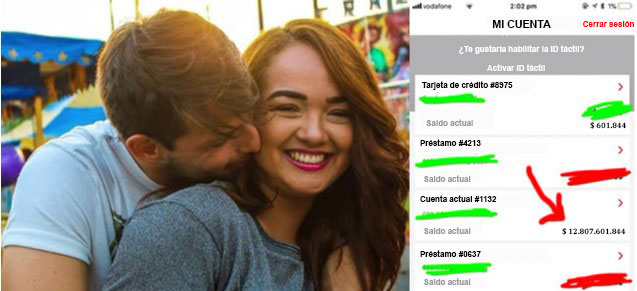 vodafone
2:02 pm
1%
MI CUENTA
Cerrar sesión
¿Te gustaría habilitar la ID táctil?
Activar ID táctil
Tarjeta de crédito #8975
Saldo actual
$ 601.844
Préstamo #4213
Saldo actual
Cuenta actual #1132
Saldo actual
$ 12.807.601.844
Préstamo #0637
Saldo actual